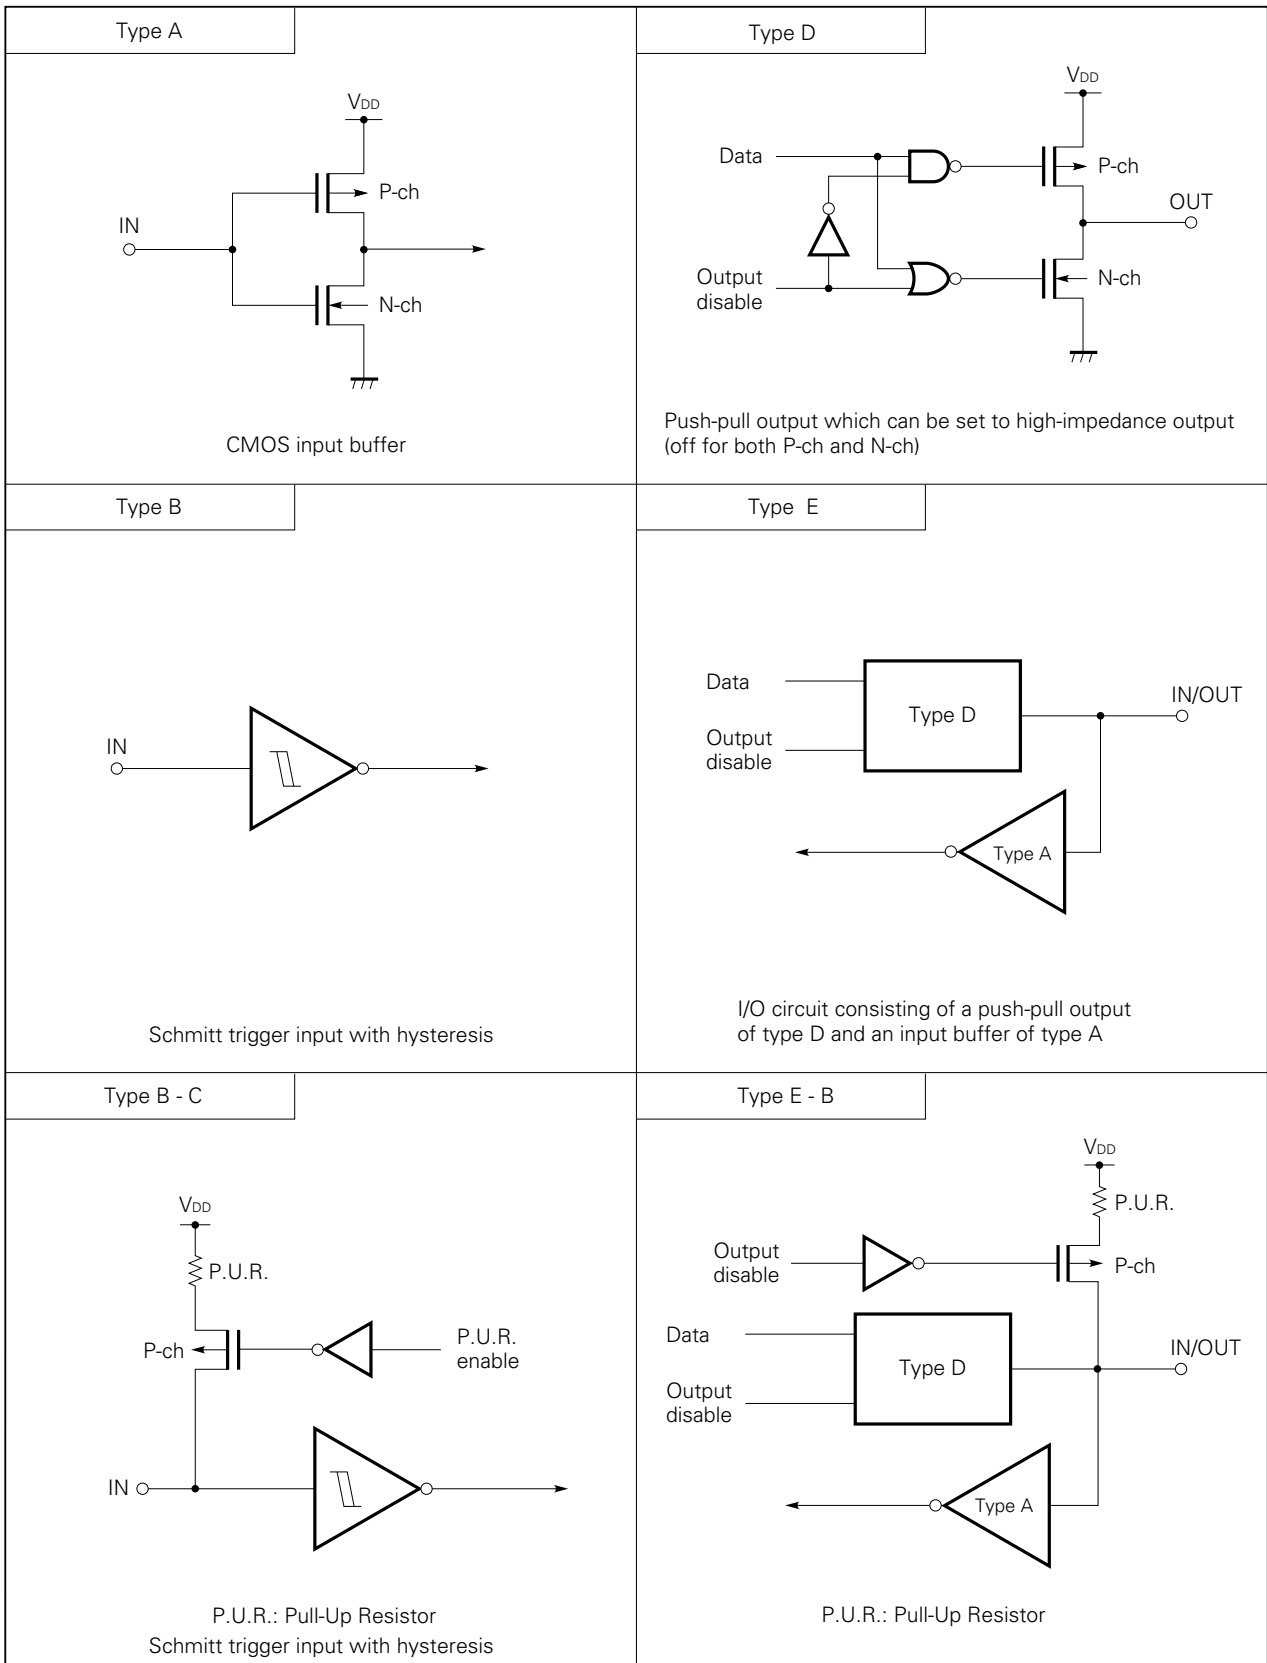 Type A
VDD
P-ch
IN
N-ch
CMOS input buffer
Type D
VDD
Data
P-ch
OUT
Output
disable
N-ch
Push-pull output which can be set to high-impedance output
(off for both P-ch and N-ch)
Type B
IN
Schmitt trigger input with hysteresis
Type E
Data
IN/OUT
Type D
Output
disable
Type A
I/O circuit consisting of a push-pull output
of type D and an input buffer of type A
Type B - C
VDD
P.U.R.
P-ch
P.U.R.
enable
IN
P.U.R.: Pull-Up Resistor
Schmitt trigger input with hysteresis
Type E - B
VDD
P.U.R.
Output
disable
P-ch
Data
IN/OUT
Type D
Output
disable
Type A
P.U.R.: Pull-Up Resistor